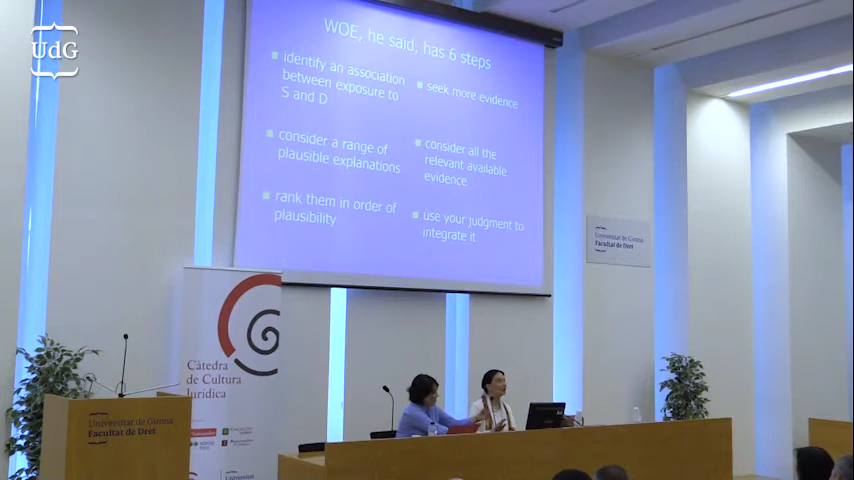 UdG
WOE, he said, has 6 steps
identify an association
between exposure to
S and D
consider a range of
plausible explanations
rank them in order of
plausibility
seek more evidence
consider all the
relevant available
evidence
use your judgment to
integrate it
Universitat de Girona
Facultat de Dret
Càtedra
de Cultura
Jurídica
Universitat de Girona
Facultat de Dret
Universitat